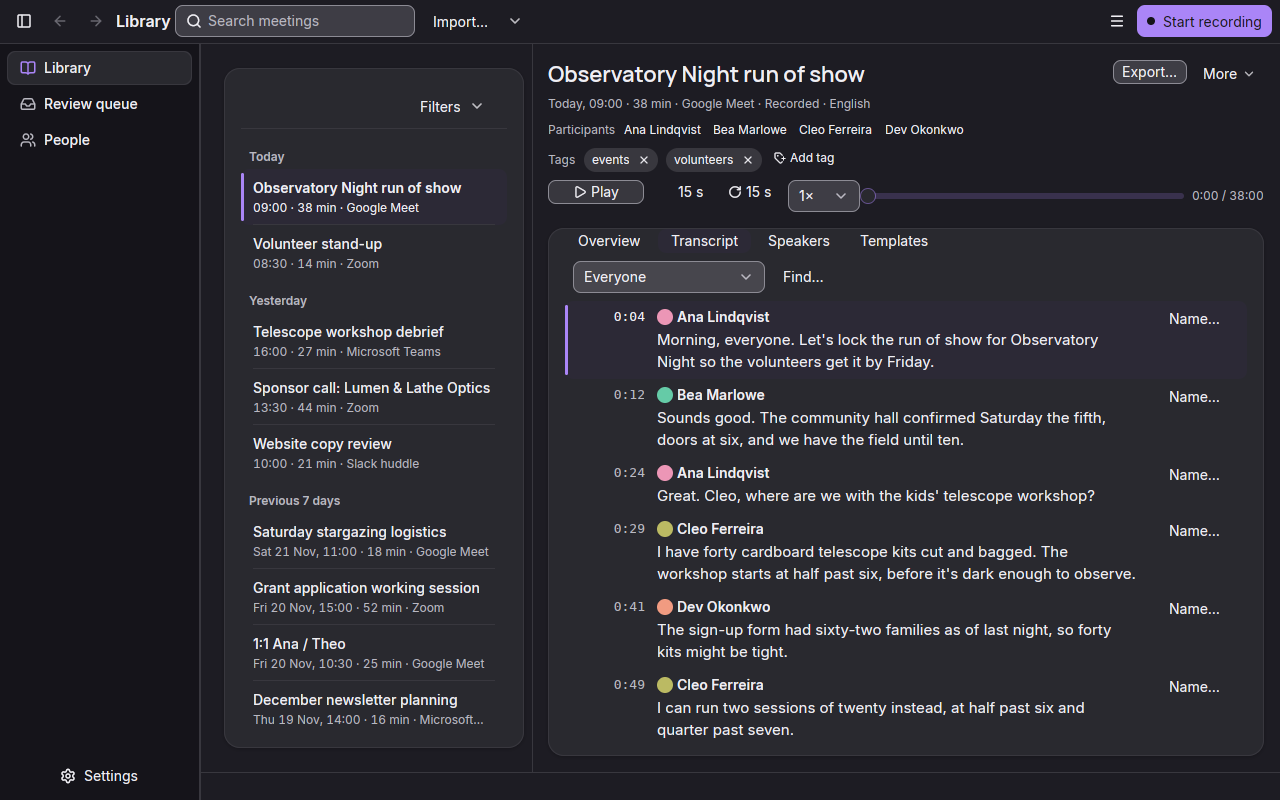 Library
Search meetings
Import...
Start recording
Library
Review queue
People
Settings
Filters
Today
Observatory Night run of show
09:00 · 38 min · Google Meet
Volunteer stand-up
08:30 · 14 min · Zoom
Yesterday
Telescope workshop debrief
16:00 · 27 min · Microsoft Teams
Sponsor call: Lumen & Lathe Optics
13:30 · 44 min · Zoom
Website copy review
10:00 · 21 min · Slack huddle
Previous 7 days
Saturday stargazing logistics
Sat 21 Nov, 11:00 · 18 min · Google Meet
Grant application working session
Fri 20 Nov, 15:00 · 52 min · Zoom
1:1 Ana / Theo
Fri 20 Nov, 10:30 · 25 min · Google Meet
December newsletter planning
Thu 19 Nov, 14:00 · 16 min · Microsoft...
Observatory Night run of show
Export...
More
Today, 09:00 · 38 min · Google Meet · Recorded · English
Participants Ana Lindqvist Bea Marlowe Cleo Ferreira Dev Okonkwo
Tags events volunteers Add tag
Play 15 s 15 s 1× 0:00 / 38:00
Overview Transcript Speakers Templates
Everyone Find...
0:04 Ana Lindqvist Name...
Morning, everyone. Let's lock the run of show for Observatory
Night so the volunteers get it by Friday.
0:12 Bea Marlowe Name...
Sounds good. The community hall confirmed Saturday the fifth,
doors at six, and we have the field until ten.
0:24 Ana Lindqvist Name...
Great. Cleo, where are we with the kids' telescope workshop?
0:29 Cleo Ferreira Name...
I have forty cardboard telescope kits cut and bagged. The
workshop starts at half past six, before it's dark enough to observe.
0:41 Dev Okonkwo Name...
The sign-up form had sixty-two families as of last night, so forty
kits might be tight.
0:49 Cleo Ferreira Name...
I can run two sessions of twenty instead, at half past six and
quarter past seven.